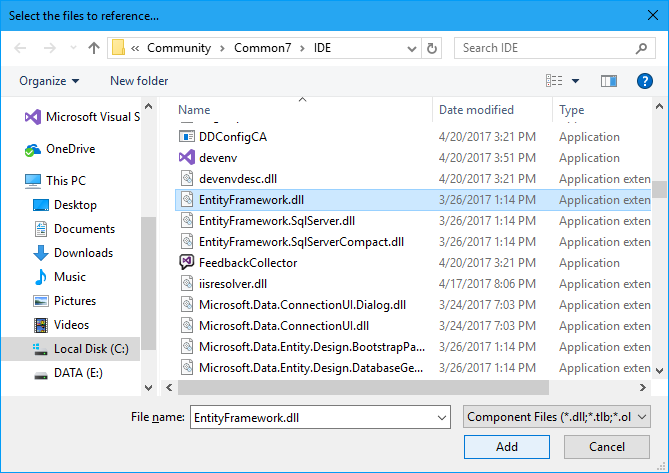 Select the files to reference...
« Community > Common7 > IDE
Search IDE
Organize
New folder
?
Microsoft Visual S
OneDrive
This PC
Desktop
Documents
Downloads
Music
Pictures
Videos
Local Disk (C:)
DATA (E:)
Name Date modified Type
DDConfigCA 4/20/2017 3:21 PM Application
devenv 4/20/2017 3:51 PM Application
devenvdesc.dll 4/20/2017 3:21 PM Application exten
EntityFramework.dll 3/26/2017 1:14 PM Application exten
EntityFramework.SqlServer.dll 3/26/2017 1:14 PM Application exten
EntityFramework.SqlServerCompact.dll 3/26/2017 1:14 PM Application exten
FeedbackCollector 4/20/2017 3:21 PM Application
iisresolver.dll 4/17/2017 8:06 PM Application exten
Microsoft.Data.ConnectionUI.Dialog.dll 3/24/2017 7:03 PM Application exten
Microsoft.Data.ConnectionUI.dll 3/24/2017 7:03 PM Application exten
Microsoft.Data.Entity.Design.BootstrapPa... 3/26/2017 1:14 PM Application exten
Microsoft.Data.Entity.Design.DatabaseGe... 3/26/2017 1:14 PM Application exten
File name: EntityFramework.dll
Component Files (*.dll;*.tlb;*.ol
Add
Cancel